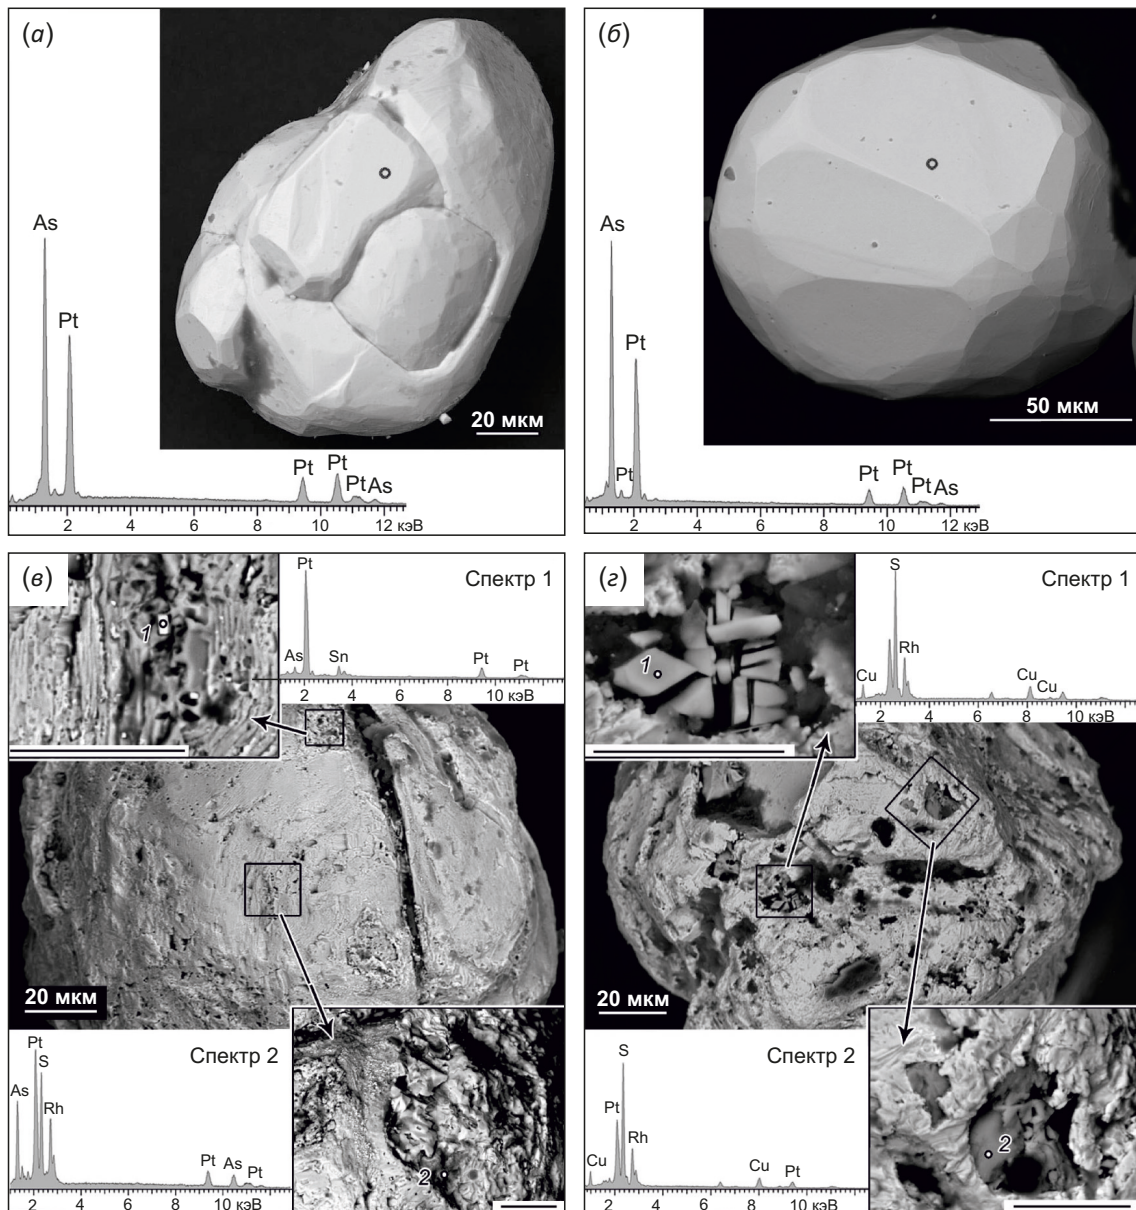 (а)
As
Pt
Pt
Pt
Pt As
2 4 6 8 10 12 кэВ
20 мкм
(б)
As
Pt
Pt
Pt
Pt
Pt As
2 4 6 8 10 12 кэВ
50 мкм
(в)
1
Спектр 1
Pt
As
Sn
Pt
Pt
2 4 6 8 10 кэВ
20 мкм
Спектр 2
Pt
S
As
Rh
Pt
As
Pt
2 4 6 8 10 кэВ
2
(г)
1
Спектр 1
S
Rh
Cu
Cu
Cu
2 4 6 8 10 кэВ
20 мкм
Спектр 2
S
Pt
Rh
Cu
Cu
Pt
2 4 6 8 10 кэВ
2